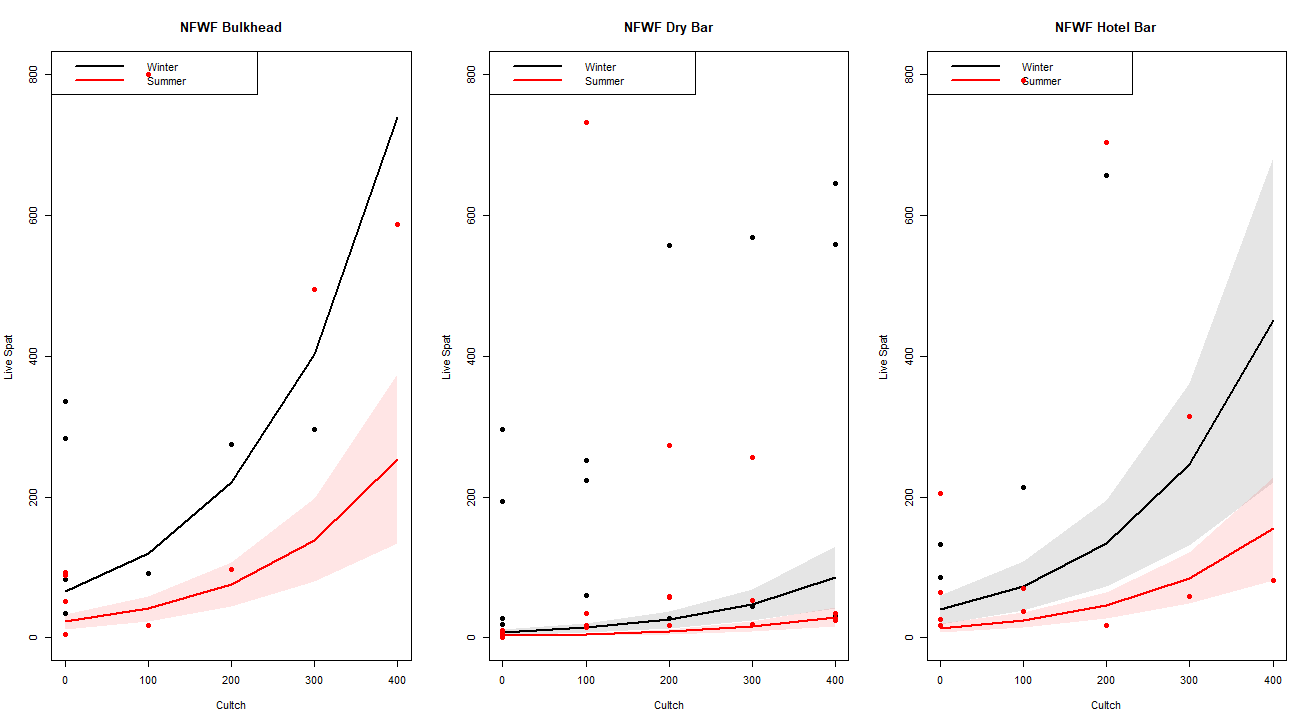 NFWF Bulkhead
Winter
Summer
800
600
400
200
0
Live Spat
0 100 200 300 400
Cultch
NFWF Dry Bar
Winter
Summer
800
600
400
200
0
Live Spat
0 100 200 300 400
Cultch
NFWF Hotel Bar
Winter
Summer
800
600
400
200
0
Live Spat
0 100 200 300 400
Cultch